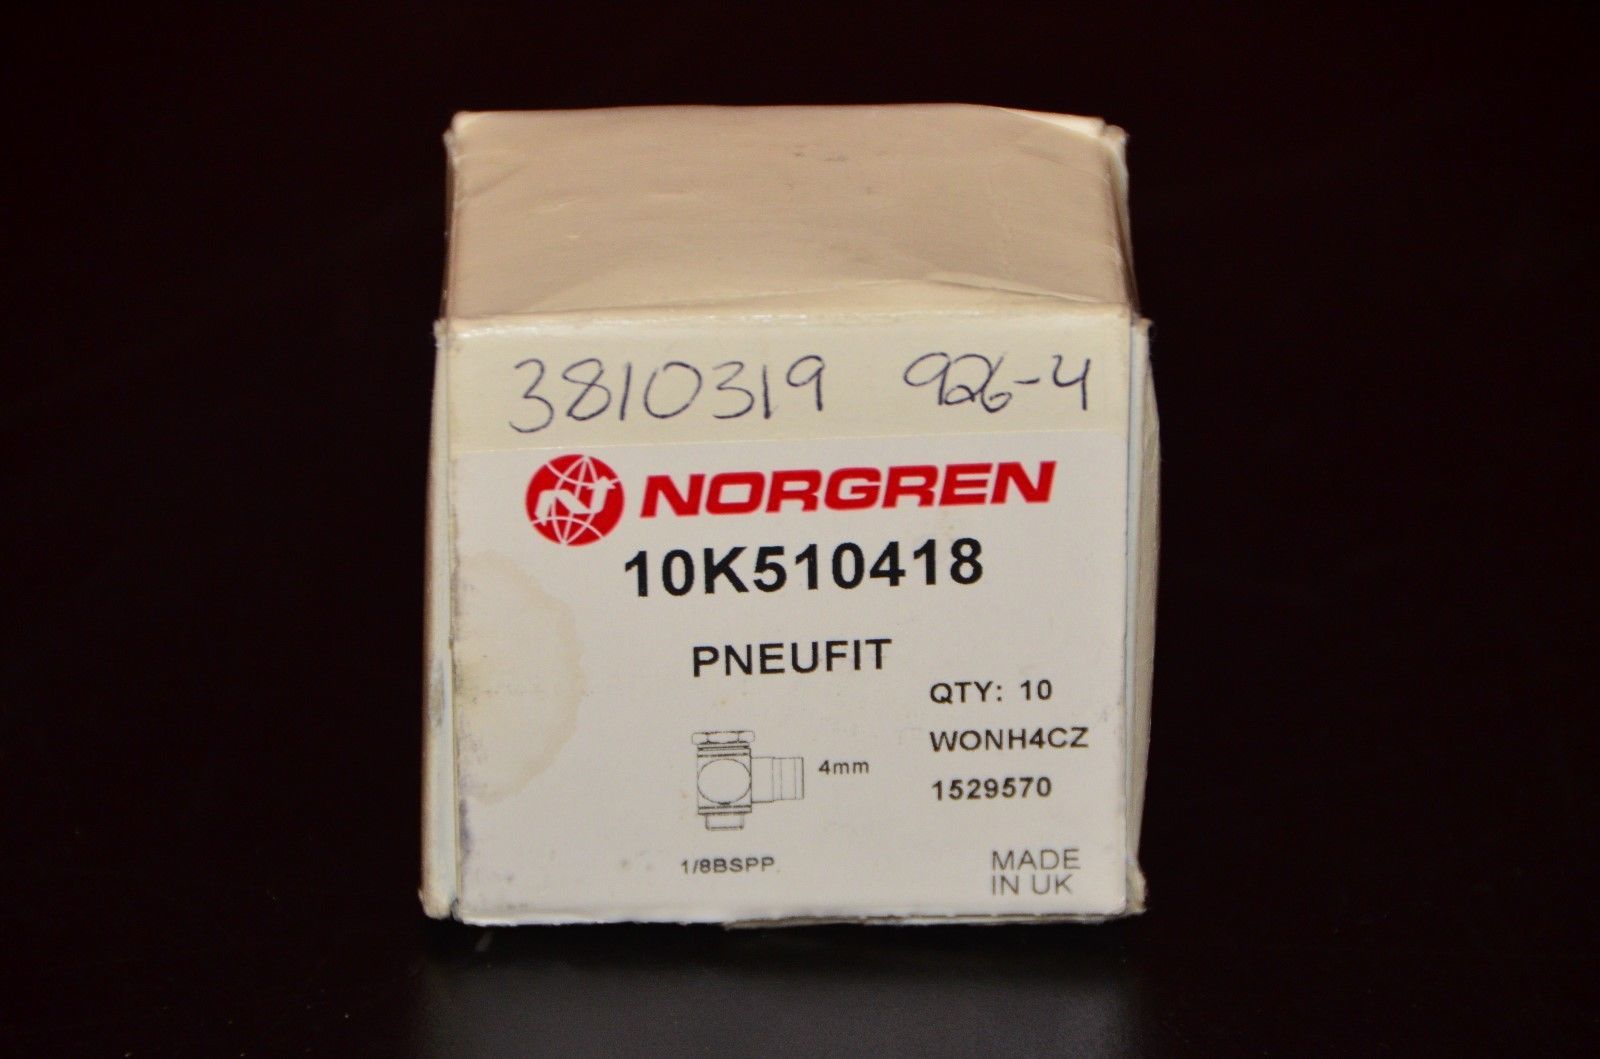 3810319 926-4
NORGREN
10K510418
PNEUFIT
QTY: 10
WONH4CZ
4mm
1529570
1/8BSPP
MADE
IN UK